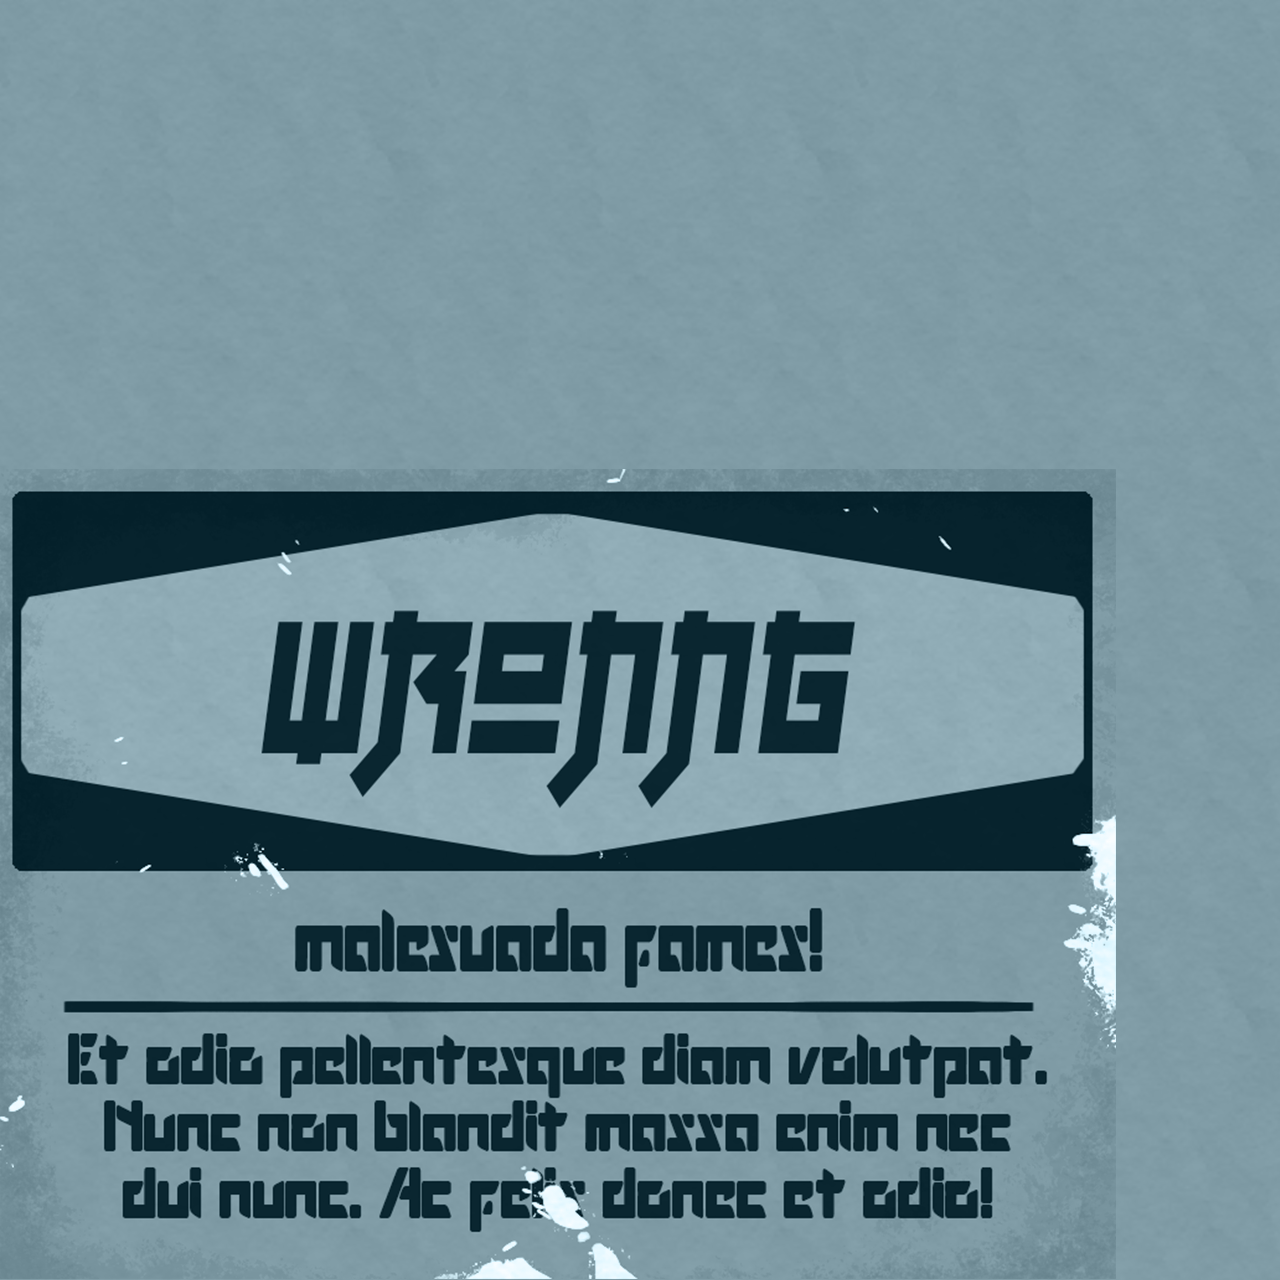 WRONNG
malesuada fames!
Et odio pellentesque diam volutpat.
Nunc non blandit massa enim nec
dui nunc. Ac felis donec et odio!